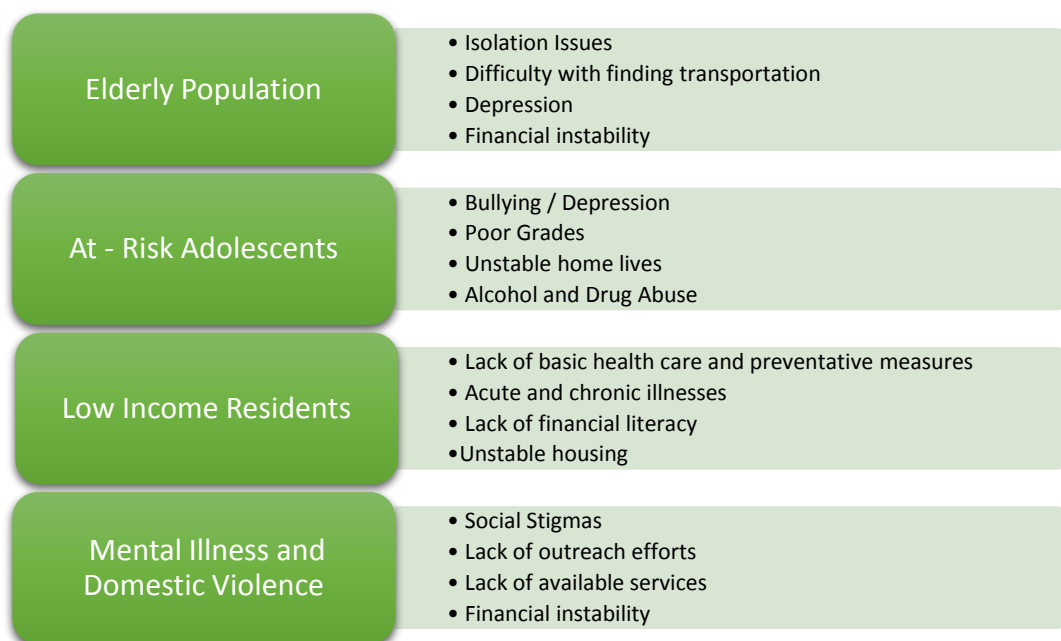 Elderly Population
• Isolation Issues
• Difficulty with finding transportation
• Depression
• Financial instability
At - Risk Adolescents
• Bullying / Depression
• Poor Grades
• Unstable home lives
• Alcohol and Drug Abuse
Low Income Residents
• Lack of basic health care and preventative measures
• Acute and chronic illnesses
• Lack of financial literacy
•Unstable housing
Mental Illness and
Domestic Violence
• Social Stigmas
• Lack of outreach efforts
• Lack of available services
• Financial instability